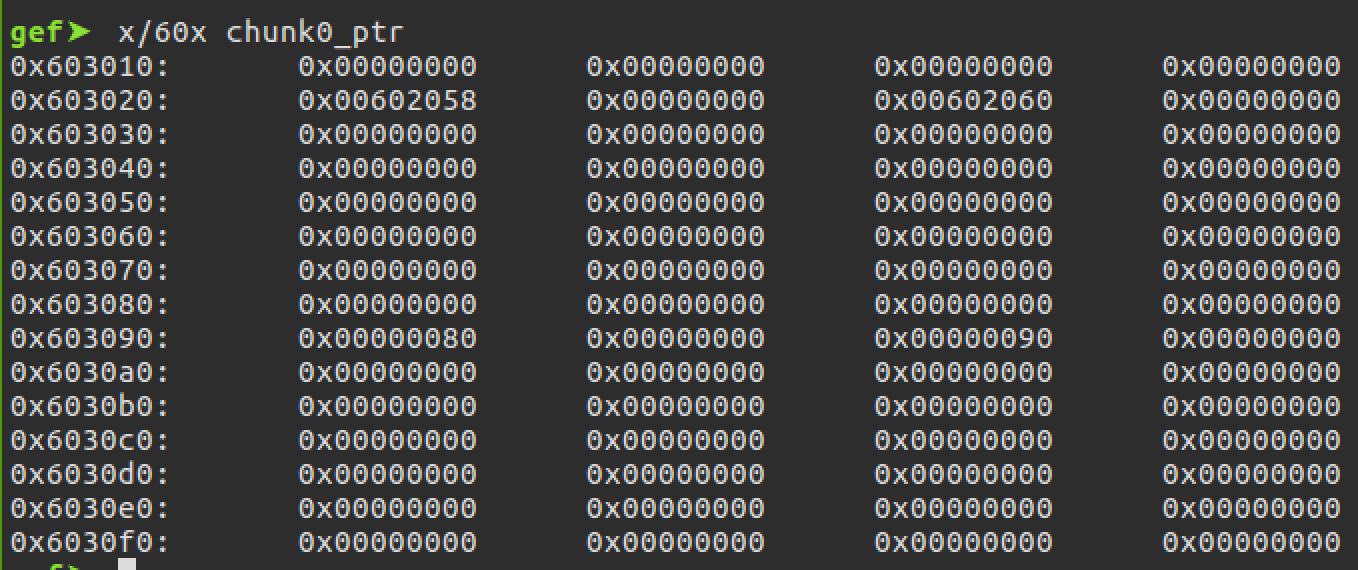 gef➤ x/60x chunk0_ptr
0x603010: 0x00000000 0x00000000 0x00000000 0x00000000
0x603020: 0x00602058 0x00000000 0x00602060 0x00000000
0x603030: 0x00000000 0x00000000 0x00000000 0x00000000
0x603040: 0x00000000 0x00000000 0x00000000 0x00000000
0x603050: 0x00000000 0x00000000 0x00000000 0x00000000
0x603060: 0x00000000 0x00000000 0x00000000 0x00000000
0x603070: 0x00000000 0x00000000 0x00000000 0x00000000
0x603080: 0x00000000 0x00000000 0x00000000 0x00000000
0x603090: 0x00000080 0x00000000 0x00000090 0x00000000
0x6030a0: 0x00000000 0x00000000 0x00000000 0x00000000
0x6030b0: 0x00000000 0x00000000 0x00000000 0x00000000
0x6030c0: 0x00000000 0x00000000 0x00000000 0x00000000
0x6030d0: 0x00000000 0x00000000 0x00000000 0x00000000
0x6030e0: 0x00000000 0x00000000 0x00000000 0x00000000
0x6030f0: 0x00000000 0x00000000 0x00000000 0x00000000